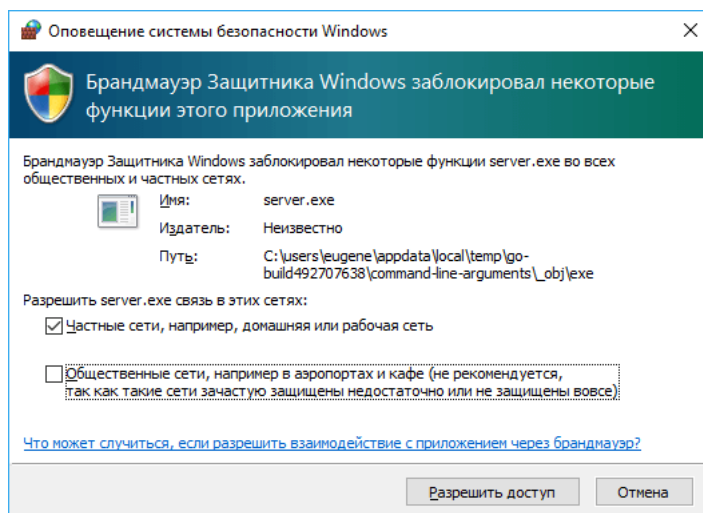 Оповещение системы безопасности Windows
Брандмауэр Защитника Windows заблокировал некоторые
функции этого приложения
Брандмауэр Защитника Windows заблокировал некоторые функции server.exe во всех
общественных и частных сетях.
Имя: server.exe
Издатель: Неизвестно
Путь: C:\users\eugene\appdata\local\temp\go-
build492707638\command-line-arguments\_obj\exe
Разрешить server.exe связь в этих сетях:
Частные сети, например, домашняя или рабочая сеть
Общественные сети, например в аэропортах и кафе (не рекомендуется,
так как такие сети зачастую защищены недостаточно или не защищены вовсе)
Что может случиться, если разрешить взаимодействие с приложением через брандмауэр?
Разрешить доступ Отмена